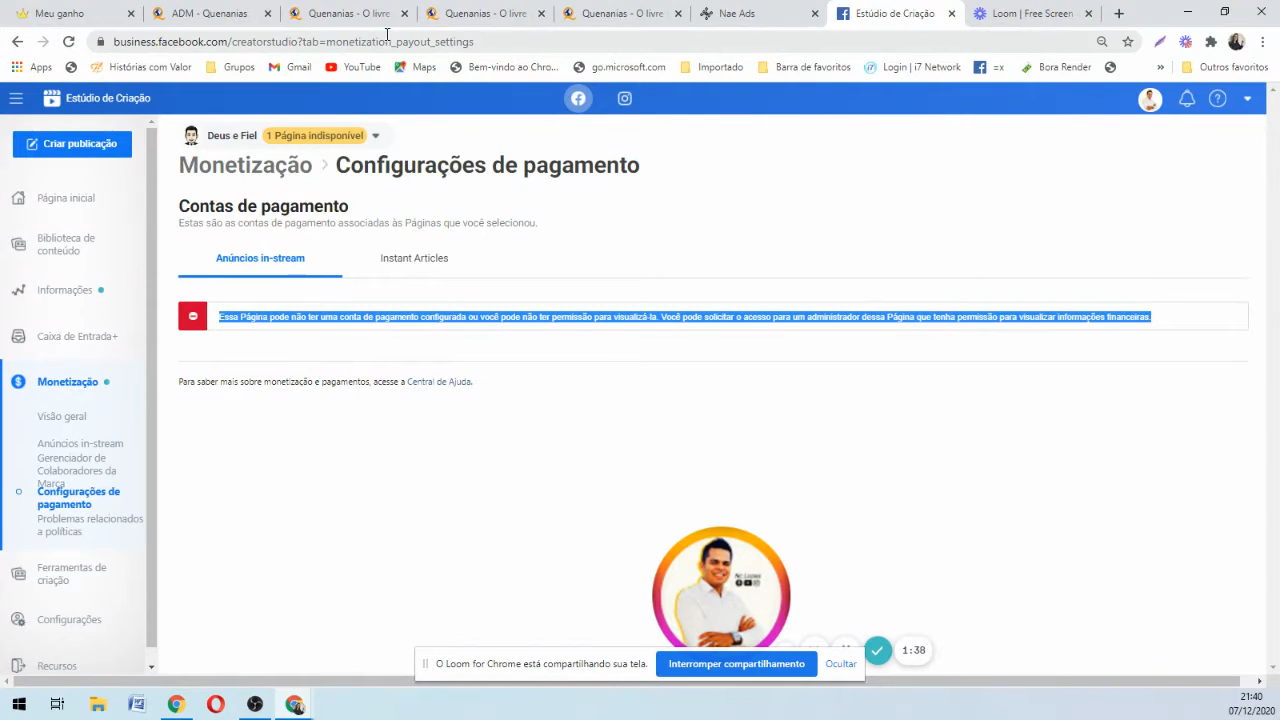 Meu ganho
ADM - Quenanias.
Quenanias - O livre
Quenanias - O livre
Quenanias - O livre
Nae Ads
Estúdio de Criação
Loom | Free Screen
business.facebook.com/creatorstudio?tab=monetization_payout_settings
Apps
Histórias com Valor
Grupos
Gmail
YouTube
Maps
Bem-vindo ao Chro...
go.microsoft.com
Importado
Barra de favoritos
Login | i7 Network
=x
Bora Render
»
Outros favoritos
Estúdio de Criação
Criar publicação
Página inicial
Biblioteca de
conteúdo
Informações
Caixa de Entrada+
Monetização
Visão geral
Anúncios in-stream
Gerenciador de
Colaboradores da
Marca
Configurações de
pagamento
Problemas relacionados
a políticas
Ferramentas de
criação
Configurações
Recursos
Deus e Fiel
1 Página indisponível
Monetização > Configurações de pagamento
Contas de pagamento
Estas são as contas de pagamento associadas às Páginas que você selecionou.
Anúncios in-stream
Instant Articles
Essa Página pode não ter uma conta de pagamento configurada ou você pode não ter permissão para visualizá-la. Você pode solicitar o acesso para um administrador dessa Página que tenha permissão para visualizar informações financeiras.
Para saber mais sobre monetização e pagamentos, acesse a Central de Ajuda.
O Loom for Chrome está compartilhando sua tela.
Interromper compartilhamento
Ocultar
1:38
21:40
07/12/2020